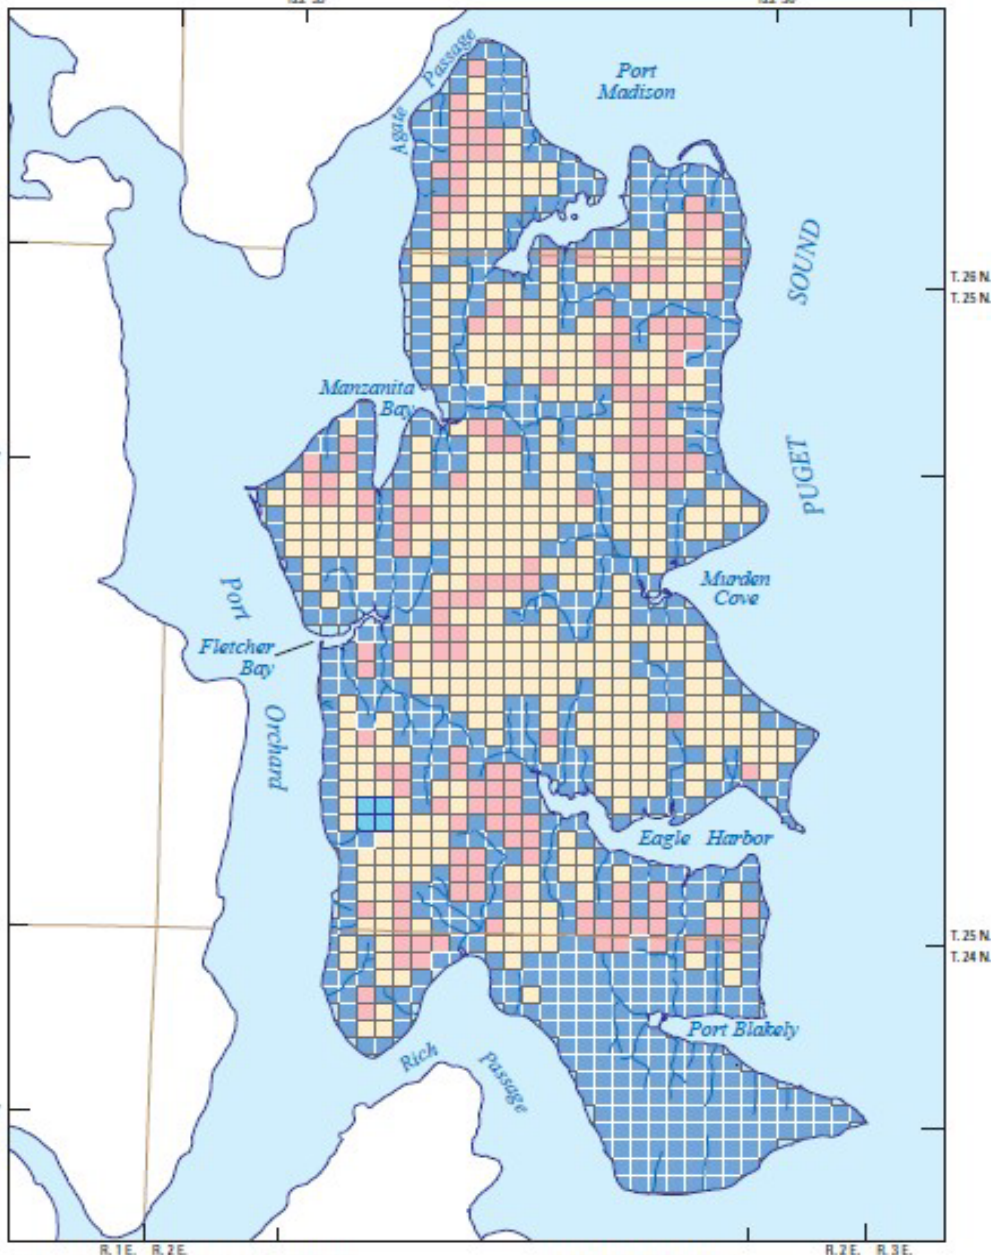 Agate Passage
Port
Madison
SOUND
T. 26 N.
T. 25 N.
Manzanita
Bay
PUGET
Murden
Cove
Port
Fletcher
Bay
Orchard
Eagle Harbor
T. 25 N.
T. 24 N.
Port Blakely
Rich Passage
R. 1 E. R. 2 E.
R. 2 E. R. 3 E.